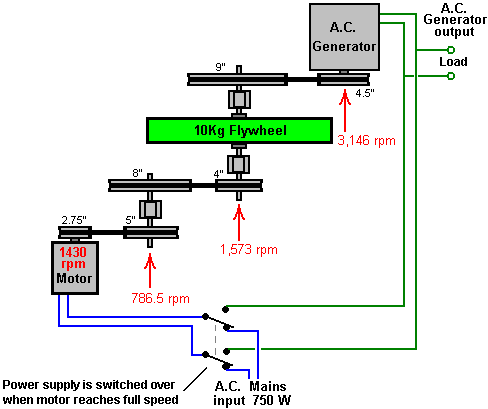 A.C.
Generator
A.C.
Generator
output
Load
9"
4.5"
10Kg Flywheel
3,146 rpm
8"
4"
2.75"
5"
1430
rpm
Motor
1,573 rpm
786.5 rpm
Power supply is switched over
when motor reaches full speed
A.C. Mains
input 750 W